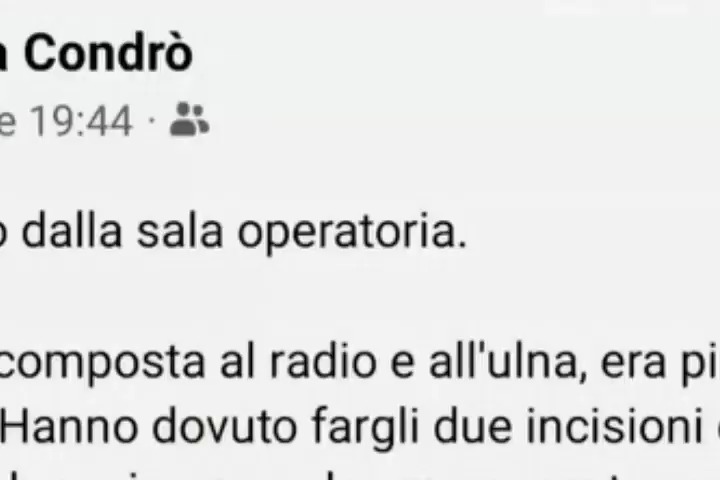 a Condrò
e 19:44 ·
o dalla sala operatoria.
composta al radio e all'ulna, era pi
Hanno dovuto fargli due incisioni